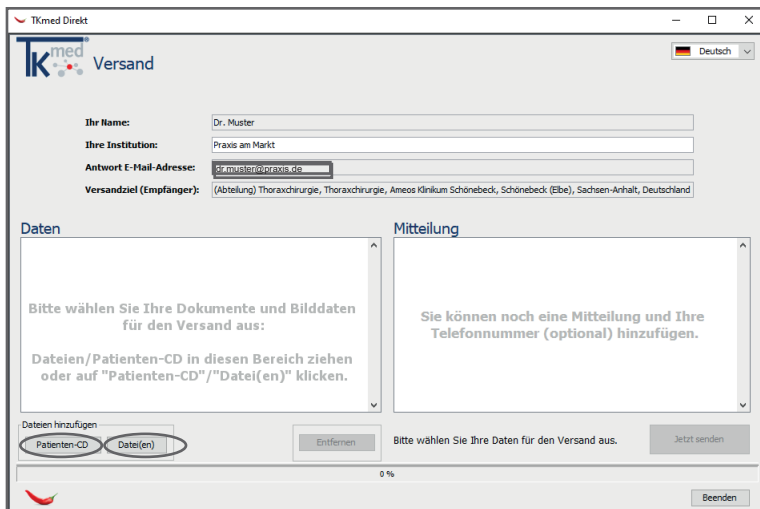 TKmed Direkt
TKmed®
Versand
Deutsch
Ihr Name: Dr. Muster
Ihre Institution: Praxis am Markt
Antwort E-Mail-Adresse: dr.muster@praxis.de
Versandziel (Empfänger): (Abteilung) Thoraxchirurgie, Thoraxchirurgie, Ameos Klinikum Schönebeck, Schönebeck (Elbe), Sachsen-Anhalt, Deutschland
Daten
Bitte wählen Sie Ihre Dokumente und Bilddaten
für den Versand aus:
Dateien/Patienten-CD in diesen Bereich ziehen
oder auf "Patienten-CD"/"Datei(en)" klicken.
Mitteilung
Sie können noch eine Mitteilung und Ihre
Telefonnummer (optional) hinzufügen.
Dateien hinzufügen
Patienten-CD Datei(en)
Entfernen
Bitte wählen Sie Ihre Daten für den Versand aus.
Jetzt senden
0 %
Beenden